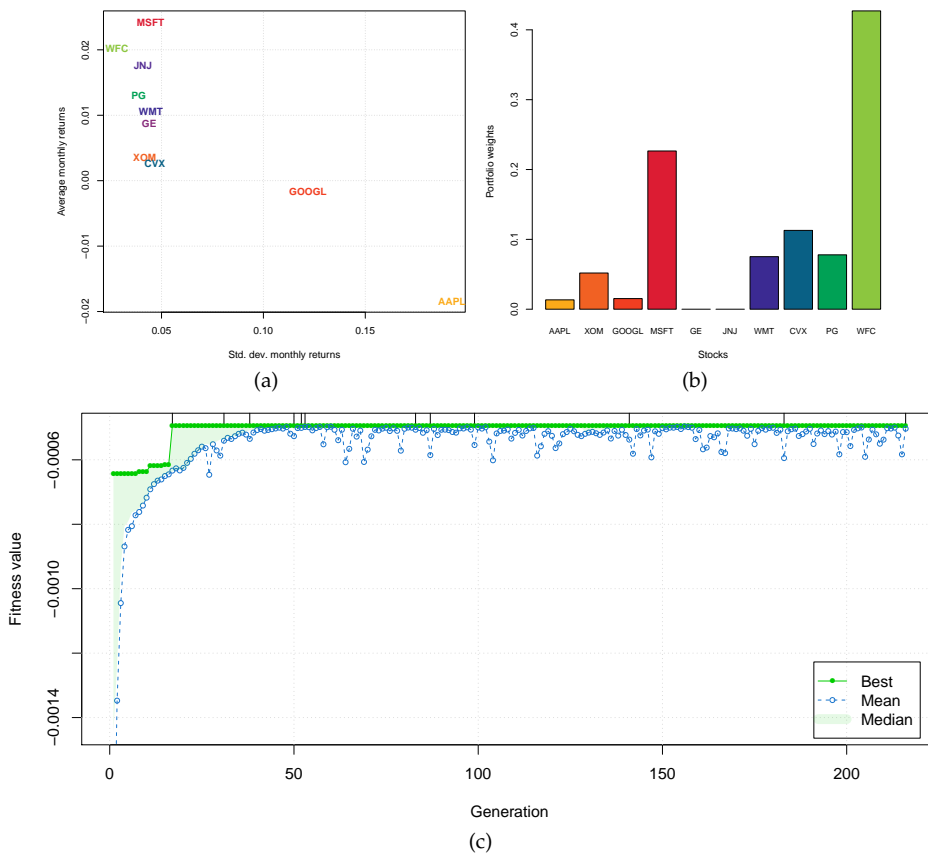 MSFT
WFC
JNJ
PG
WMT
GE
XOM
CVX
GOOGL
AAPL
0.02
0.01
0.00
−0.01
−0.02
Average monthly returns
0.05
0.10
0.15
Std. dev. monthly returns
(a)
0.4
0.3
0.2
0.1
0.0
Portfolio weights
AAPL
XOM
GOOGL
MSFT
GE
JNJ
WMT
CVX
PG
WFC
Stocks
(b)
−0.0006
−0.0010
−0.0014
Fitness value
Best
Mean
Median
0
50
100
150
200
Generation
(c)